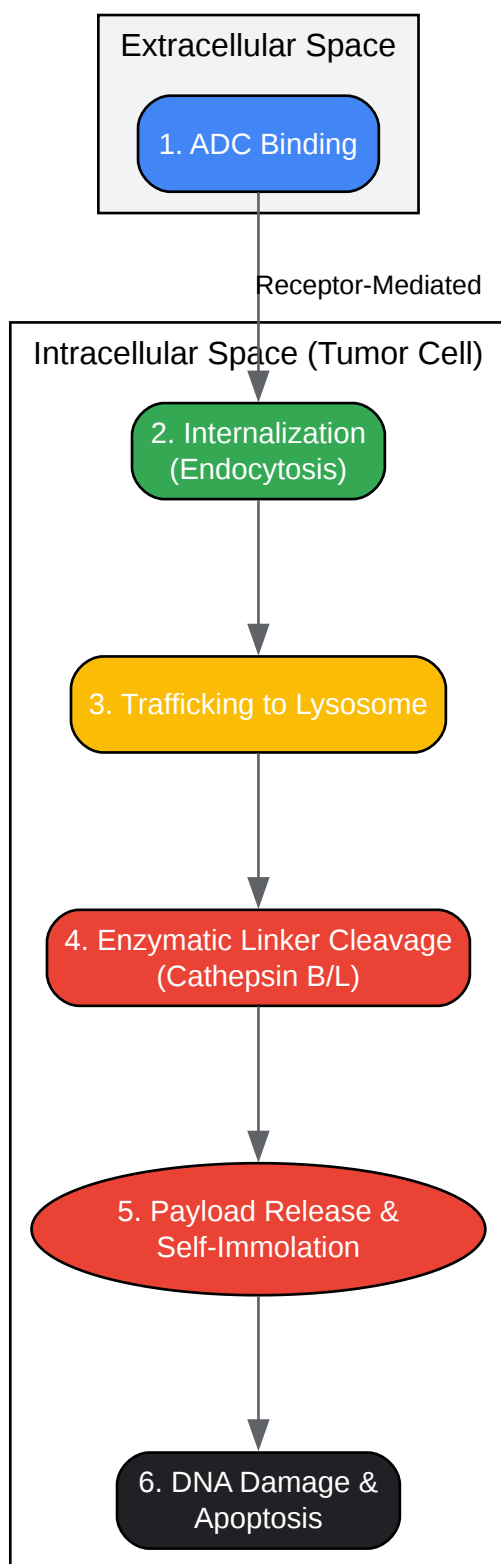 Extracellular Space
1. ADC Binding
Receptor-Mediated
Intracellular Space (Tumor Cell)
2. Internalization
(Endocytosis)
3. Trafficking to Lysosome
4. Enzymatic Linker Cleavage
(Cathepsin B/L)
5. Payload Release &
Self-Immolation
6. DNA Damage &
Apoptosis